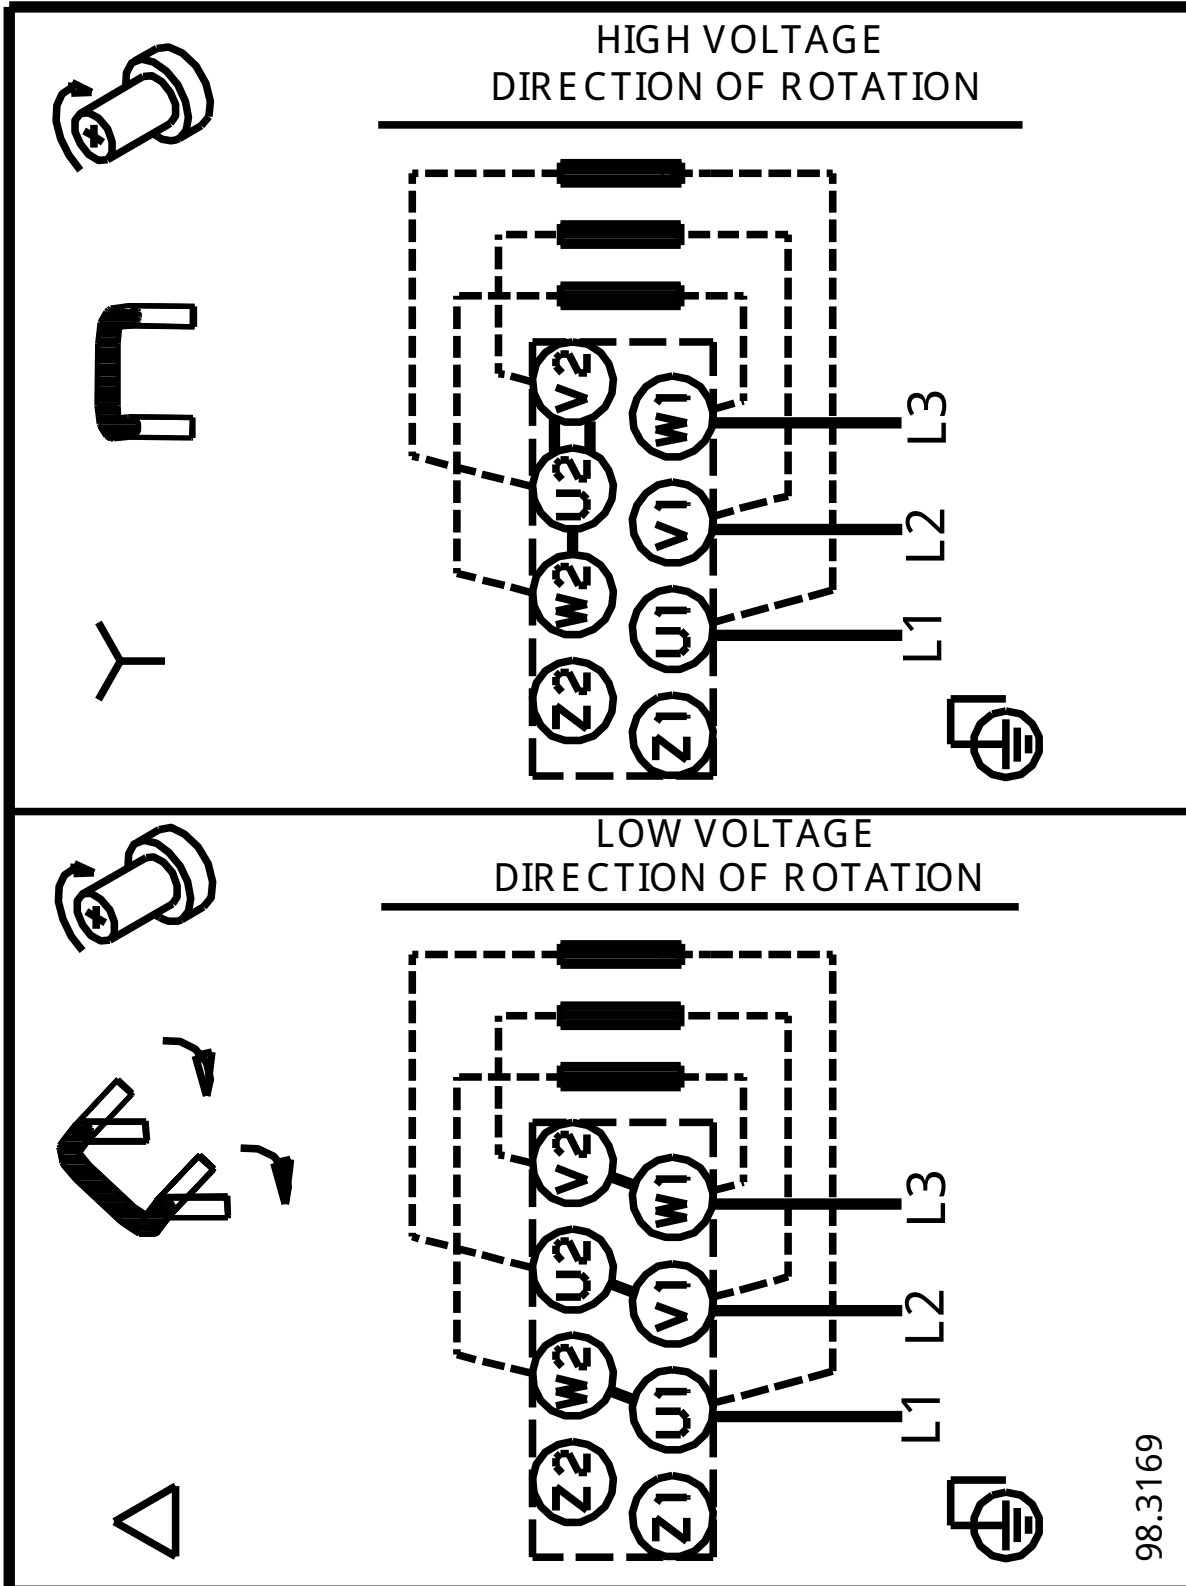 HIGH VOLTAGE
DIRECTION OF ROTATION
V2
W1
L3
U2
V1
L2
W2
U1
L1
Z2
Z1
LOW VOLTAGE
DIRECTION OF ROTATION
V2
W1
L3
U2
V1
L2
W2
U1
L1
Z2
Z1
98.3169